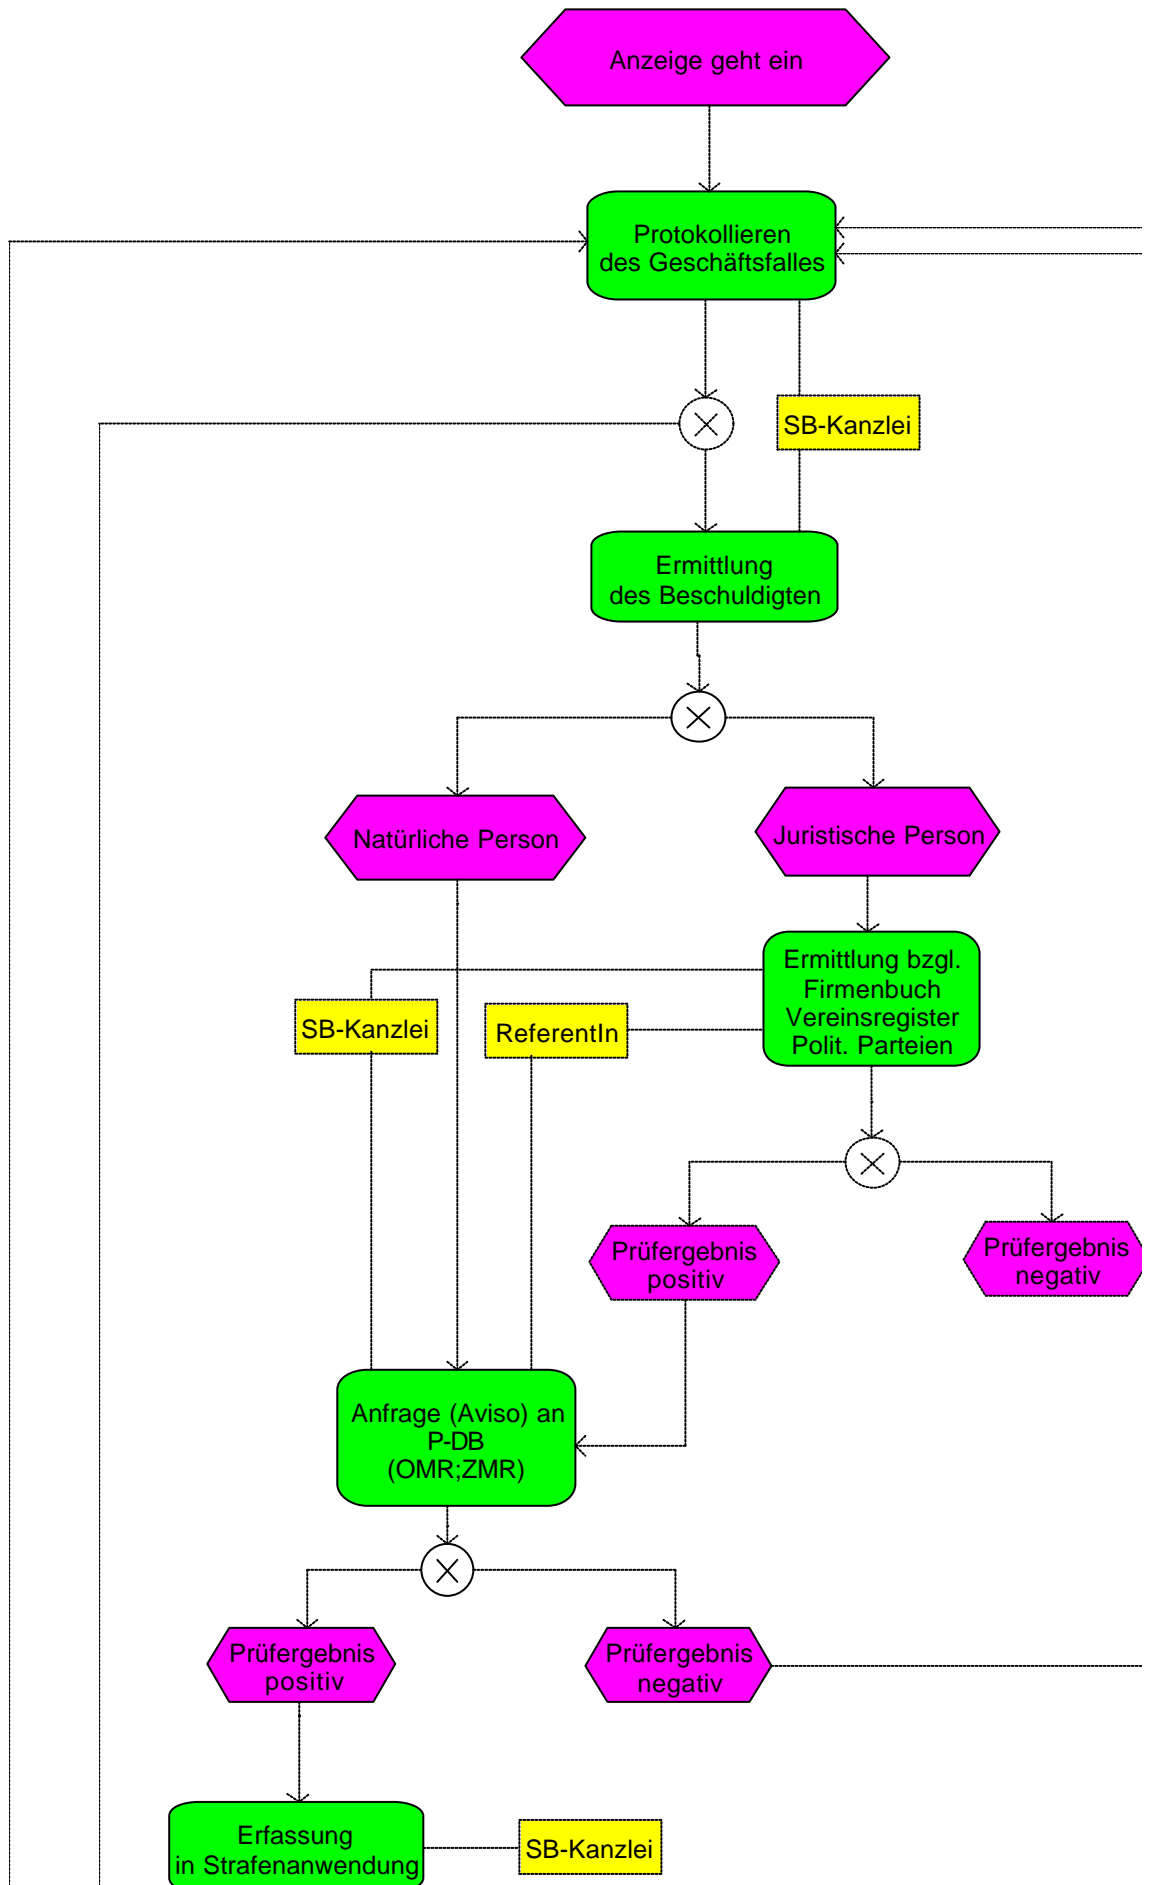 Anzeige geht ein
Protokollieren
des Geschäftsfalles
SB-Kanzlei
Ermittlung
des Beschuldigten
Natürliche Person
Juristische Person
Ermittlung bzgl.
Firmenbuch
Vereinsregister
Polit. Parteien
SB-Kanzlei
ReferentIn
Prüfergebnis
positiv
Prüfergebnis
negativ
Anfrage (Aviso) an
P-DB
(OMR;ZMR)
Prüfergebnis
positiv
Prüfergebnis
negativ
Erfassung
in Strafenanwendung
SB-Kanzlei